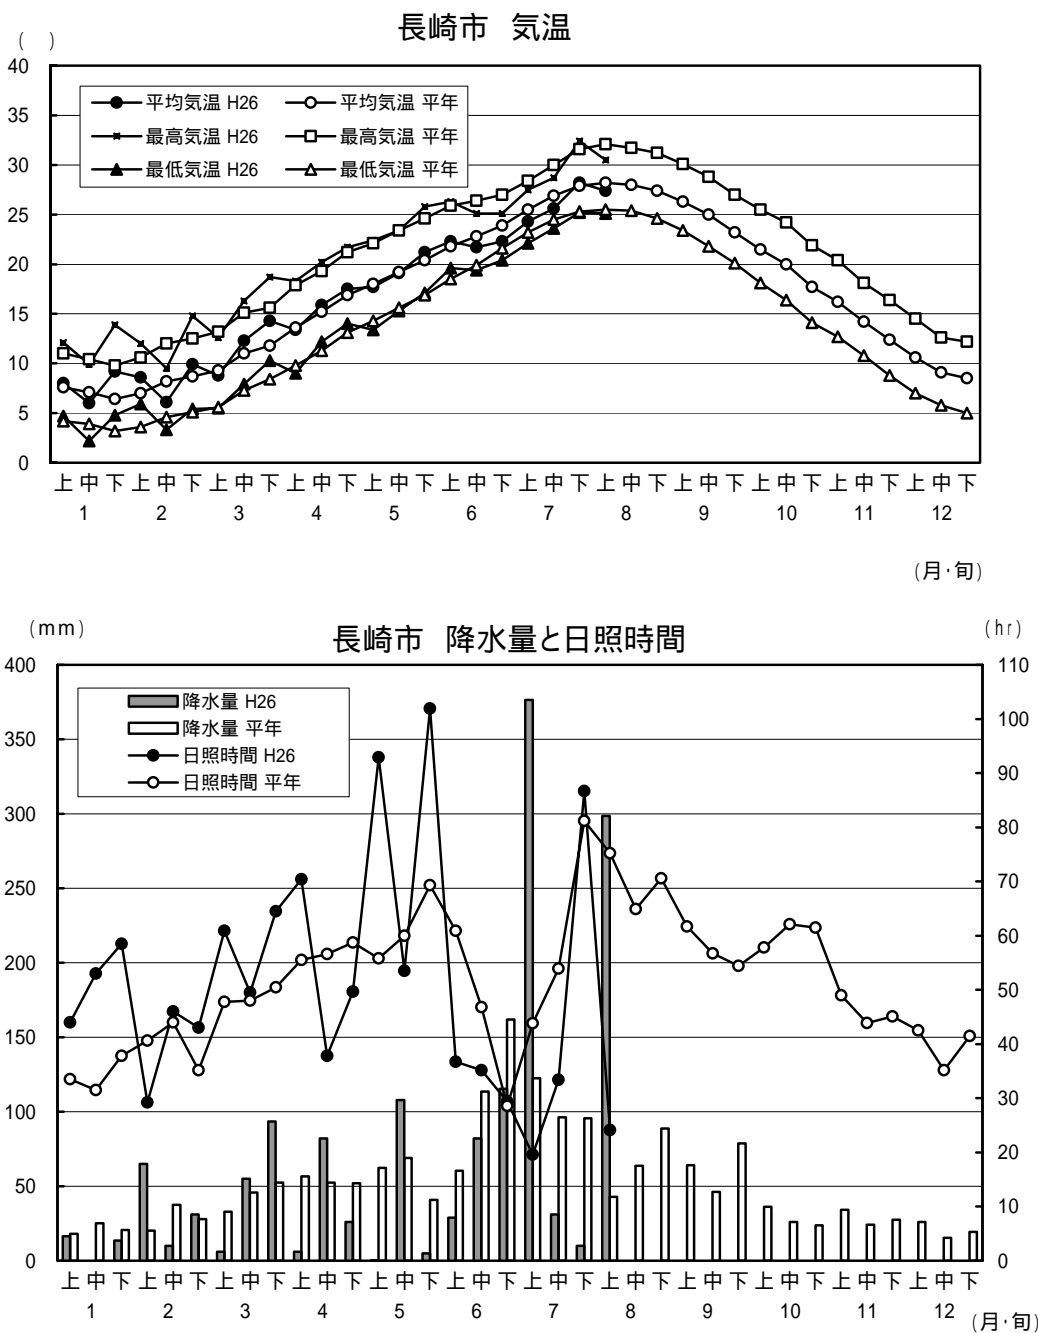 長崎市 気温
( )
40
35
30
25
20
15
10
5
0
平均気温 H26 平均気温 平年
最高気温 H26 最高気温 平年
最低気温 H26 最低気温 平年
上 中 下 上 中 下 上 中 下 上 中 下 上 中 下 上 中 下 上 中 下 上 中 下 上 中 下 上 中 下 上 中 下 上 中 下
1 2 3 4 5 6 7 8 9 10 11 12
(月・旬)
(mm) 長崎市 降水量と日照時間 (hr)
400
350
300
250
200
150
100
50
0
降水量 H26
降水量 平年
日照時間 H26
日照時間 平年
110
100
90
80
70
60
50
40
30
20
10
0
上 中 下 上 中 下 上 中 下 上 中 下 上 中 下 上 中 下 上 中 下 上 中 下 上 中 下 上 中 下 上 中 下 上 中 下
1 2 3 4 5 6 7 8 9 10 11 12
(月・旬)